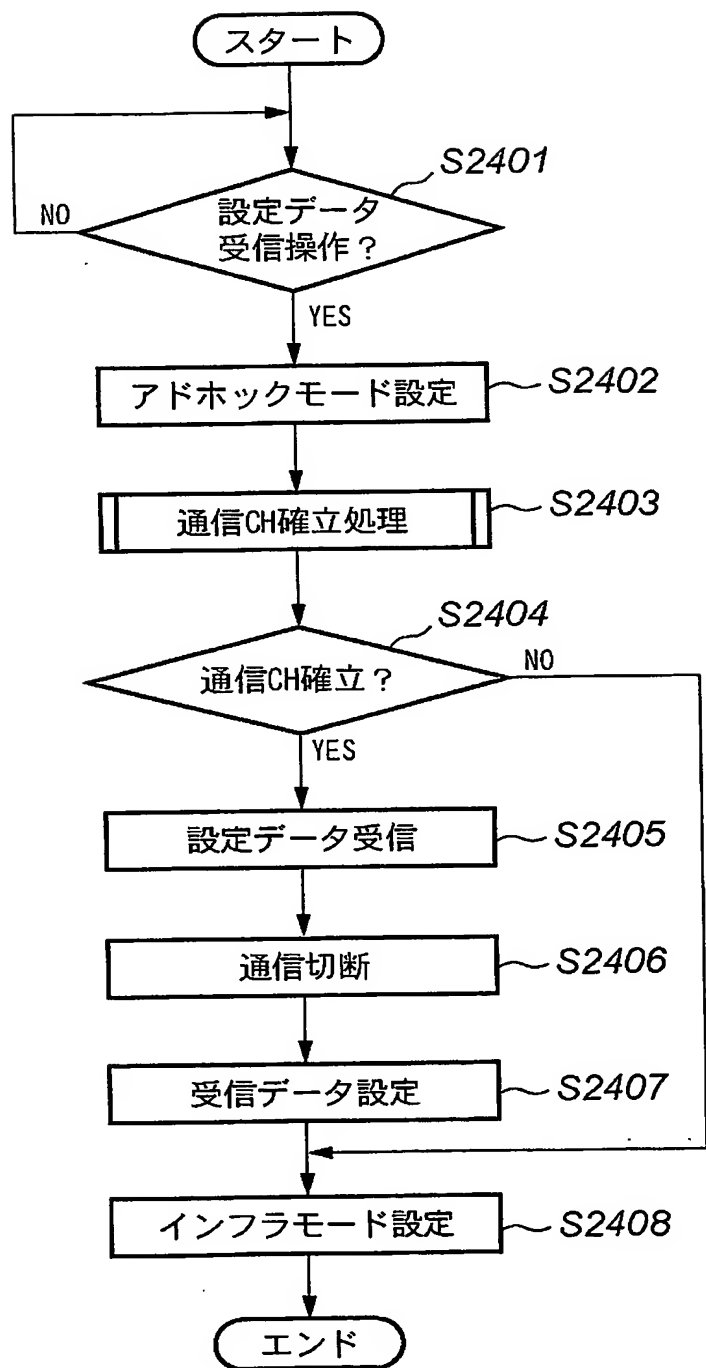 スタート
S2401
設定データ
受信操作?
NO
YES
アドホックモード設定
S2402
通信CH確立処理
S2403
S2404
通信CH確立?
NO
YES
設定データ受信
S2405
通信切断
S2406
受信データ設定
S2407
インフラモード設定
S2408
エンド